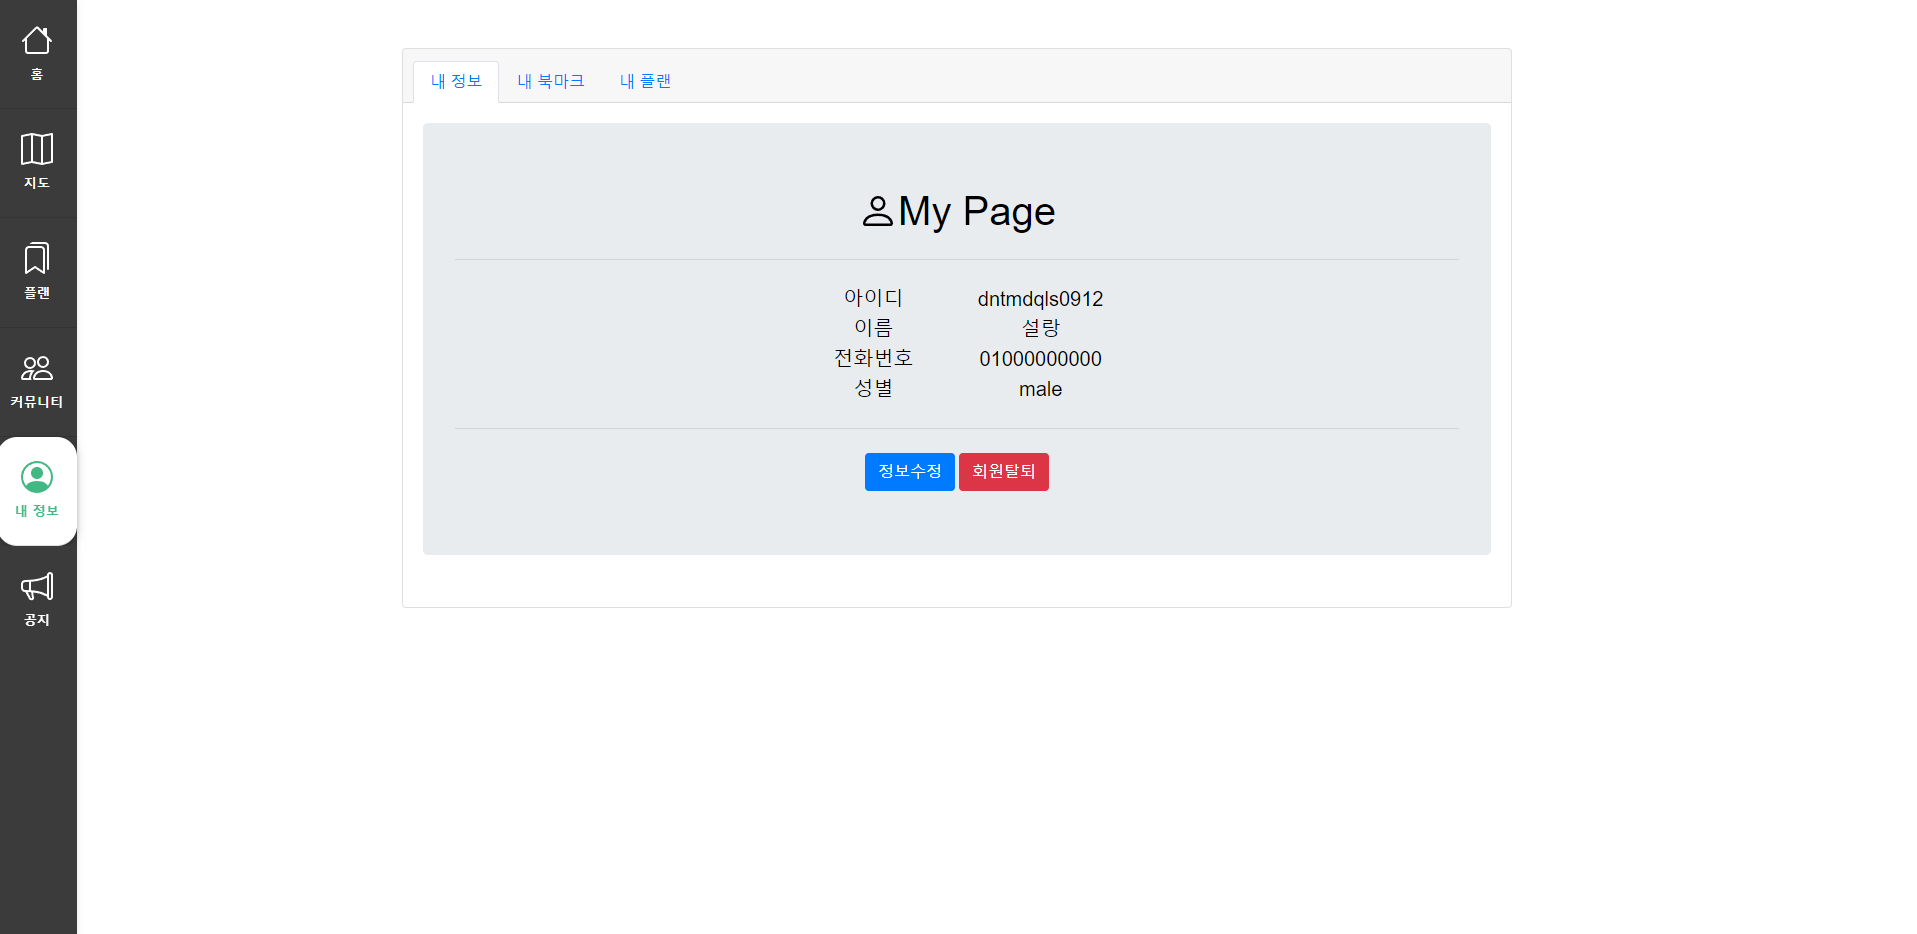 홈
지도
플랜
커뮤니티
내 정보
공지
내 정보 내 북마크 내 플랜
My Page
아이디 dntmdqls0912
이름 설랑
전화번호 01000000000
성별 male
정보수정 회원탈퇴